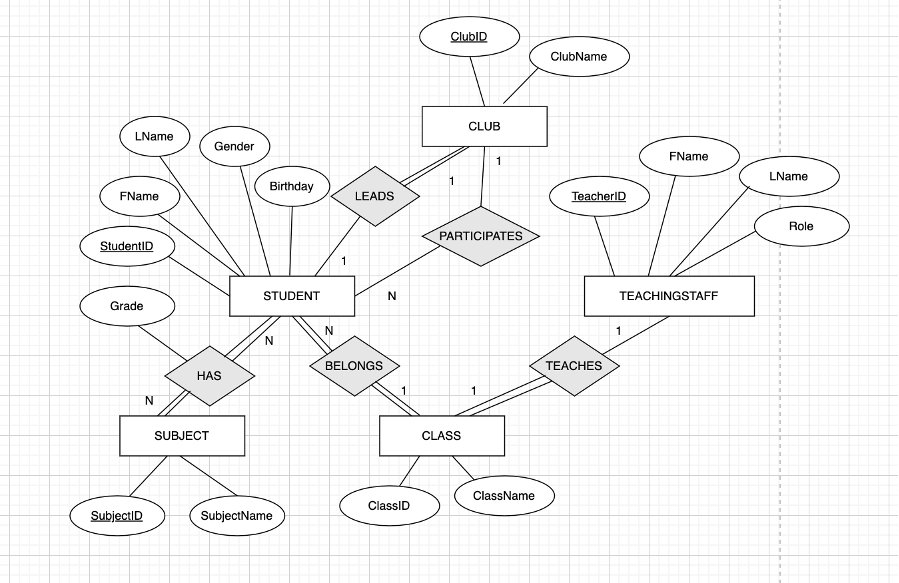 ClubID
ClubName
CLUB
LName
Gender
Birthday
FName
StudentID
LEADS
1
1
PARTICIPATES
FName
LName
TeacherID
Role
1
N
STUDENT
TEACHINGSTAFF
Grade
N
N
1
HAS
BELONGS
TEACHES
N
1
1
SUBJECT
CLASS
SubjectID
SubjectName
ClassID
ClassName